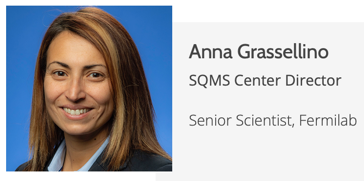 Anna Grassellino
SQMS Center Director
Senior Scientist, Fermilab